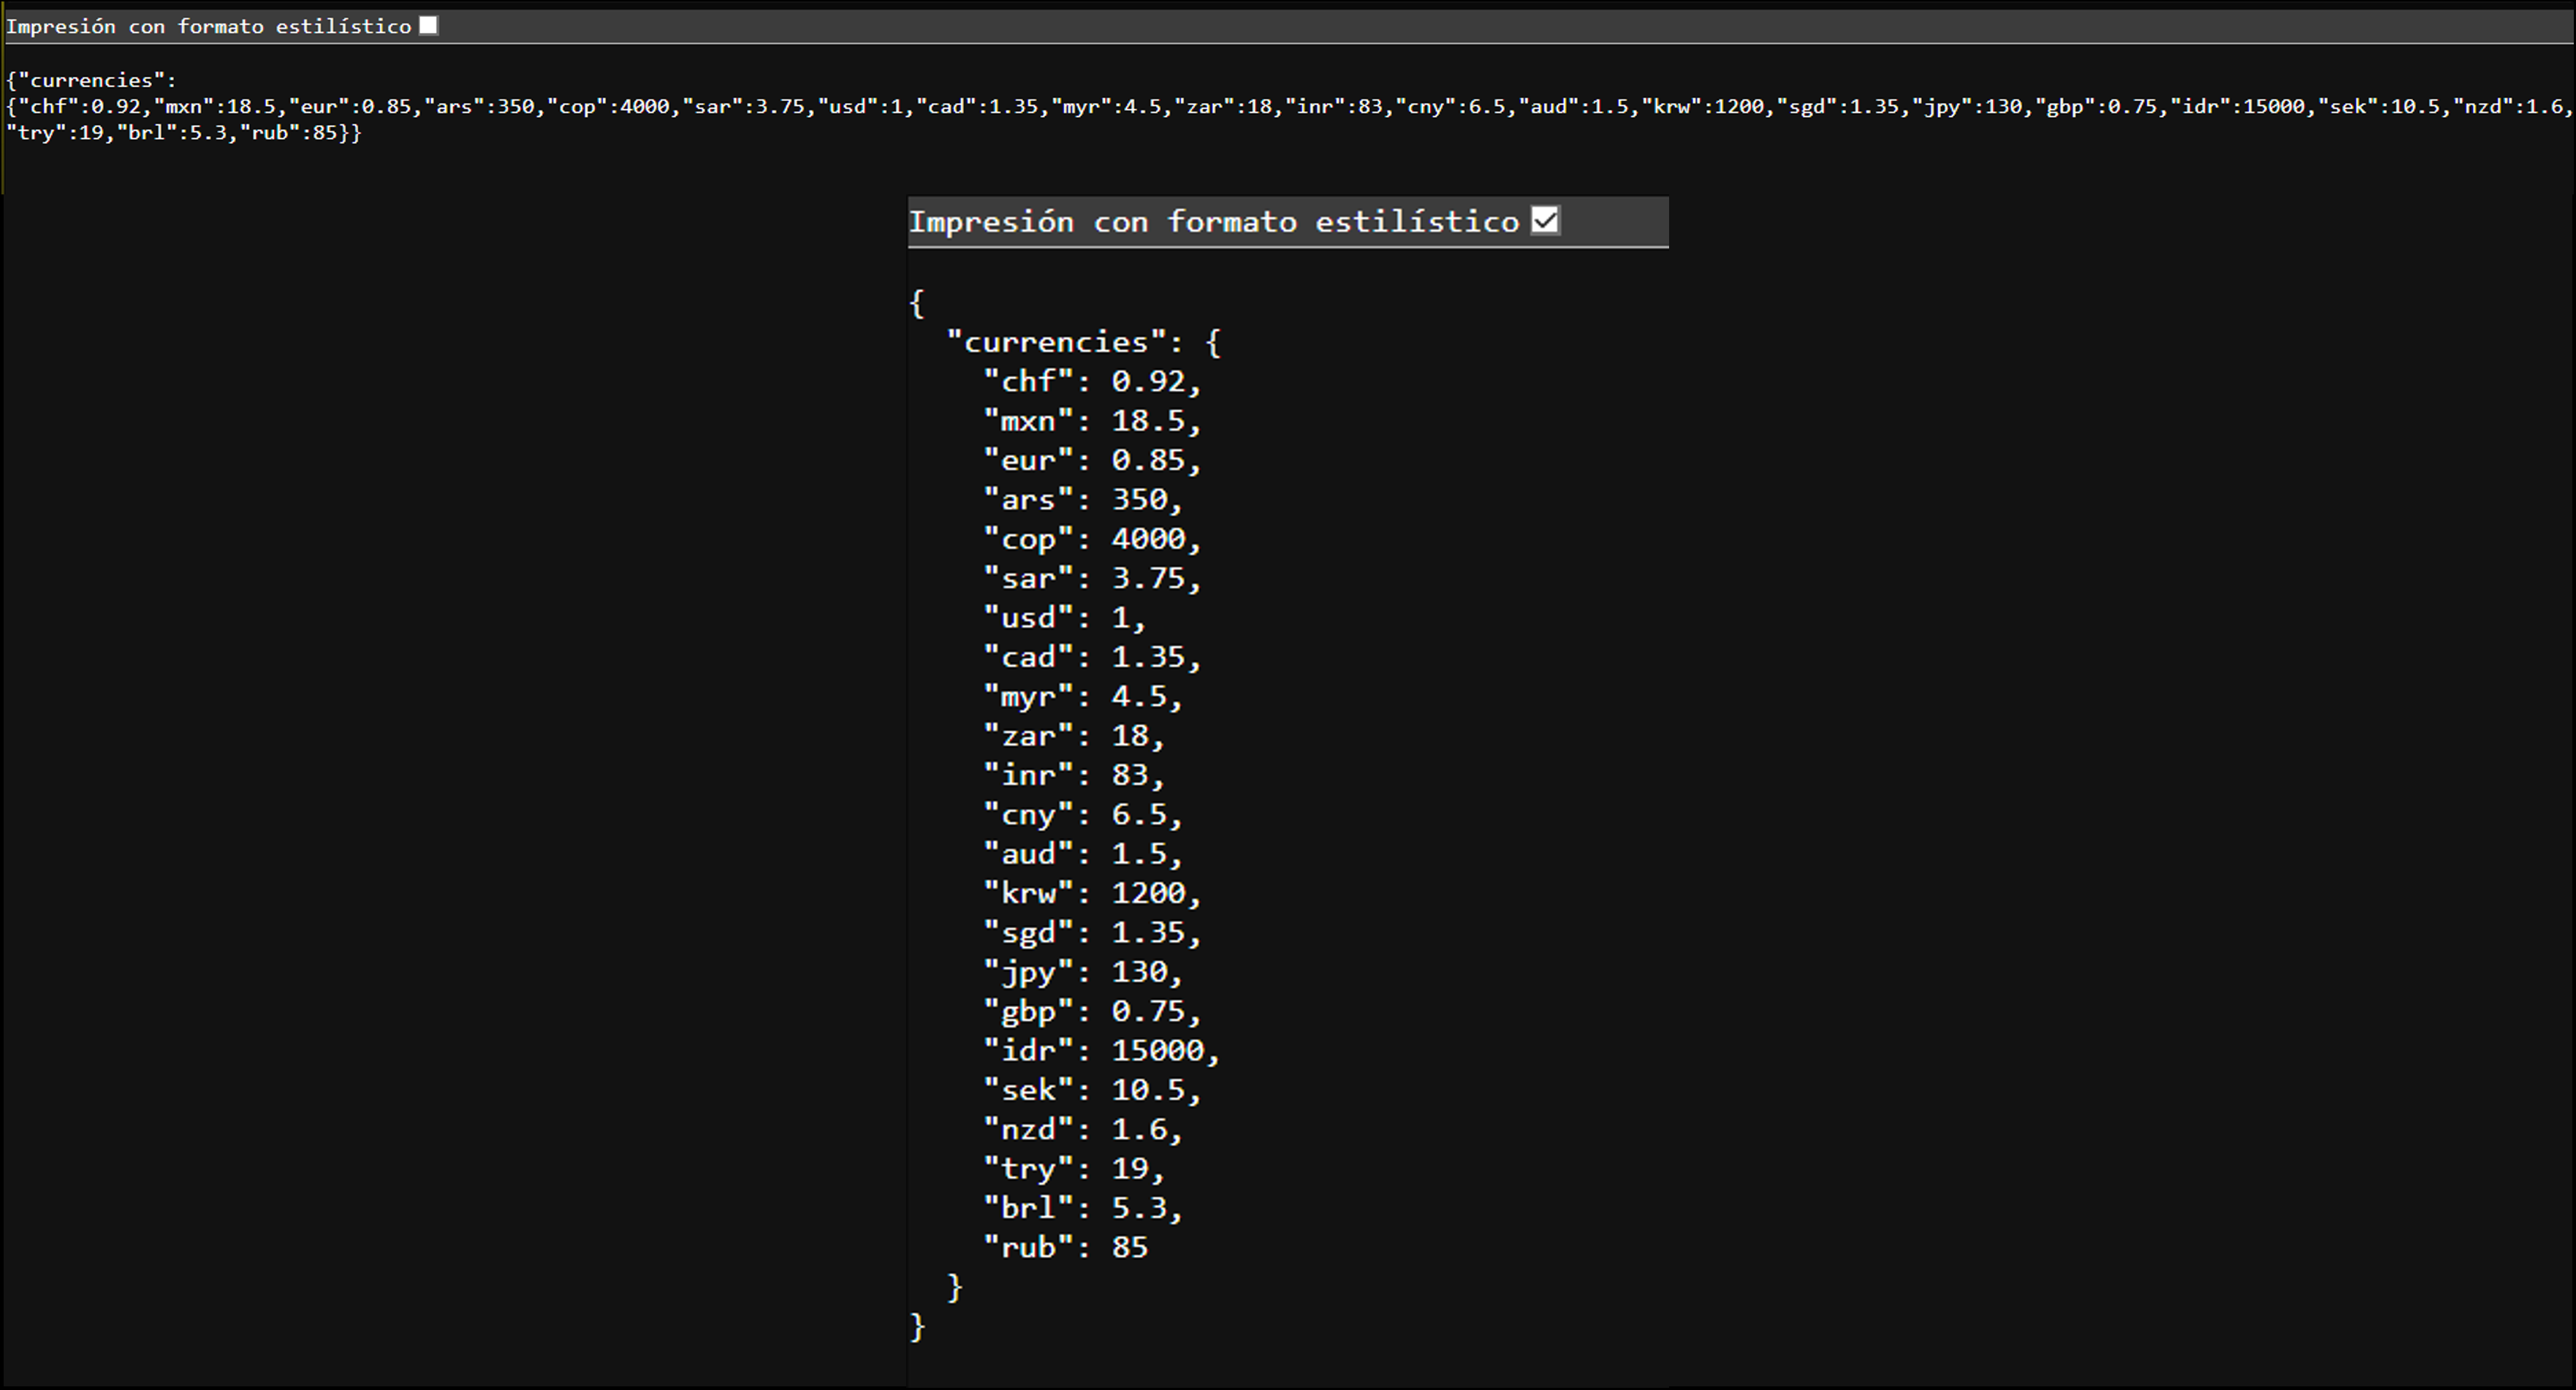 Impresión con formato estilístico
{"currencies":
{"chf":0.92,"mxn":18.5,"eur":0.85,"ars":350,"cop":4000,"sar":3.75,"usd":1,"cad":1.35,"myr":4.5,"zar":18,"inr":83,"cny":6.5,"aud":1.5,"krw":1200,"sgd":1.35,"jpy":130,"gbp":0.75,"idr":15000,"sek":10.5,"nzd":1.6,
"try":19,"brl":5.3,"rub":85}}
Impresión con formato estilístico
{
  "currencies": {
    "chf": 0.92,
    "mxn": 18.5,
    "eur": 0.85,
    "ars": 350,
    "cop": 4000,
    "sar": 3.75,
    "usd": 1,
    "cad": 1.35,
    "myr": 4.5,
    "zar": 18,
    "inr": 83,
    "cny": 6.5,
    "aud": 1.5,
    "krw": 1200,
    "sgd": 1.35,
    "jpy": 130,
    "gbp": 0.75,
    "idr": 15000,
    "sek": 10.5,
    "nzd": 1.6,
    "try": 19,
    "brl": 5.3,
    "rub": 85
  }
}